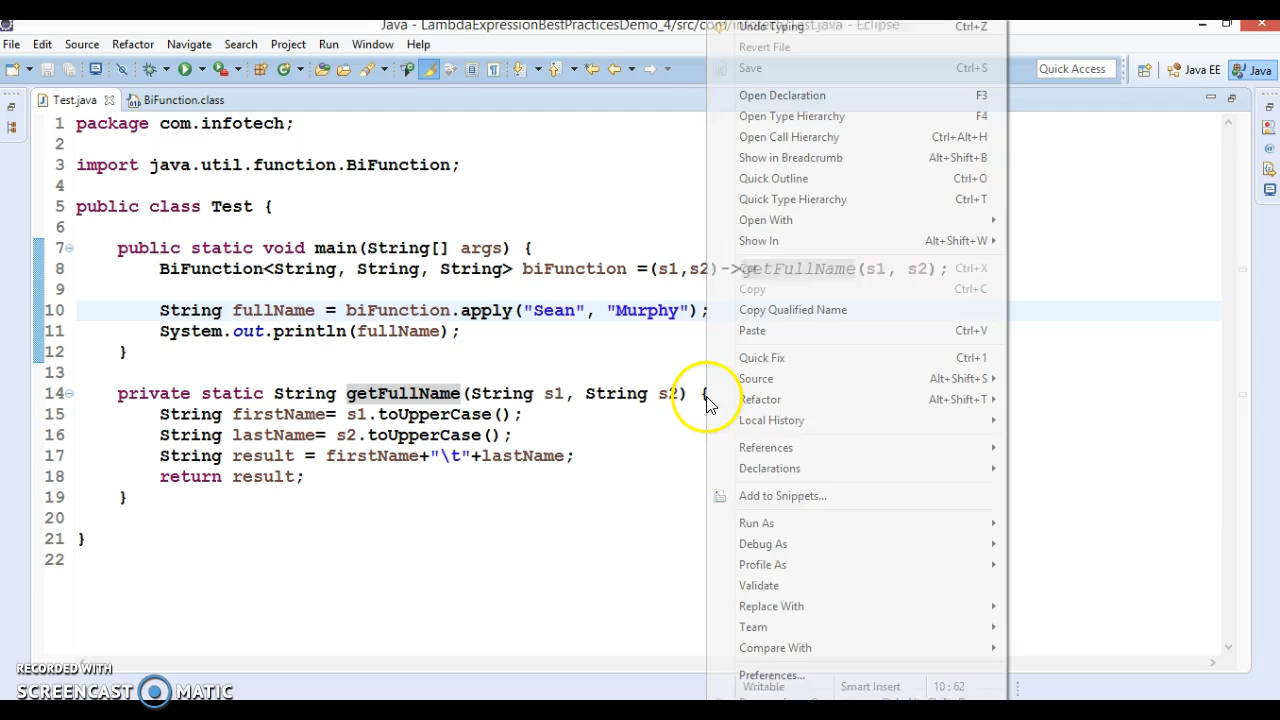 Java - LambdaExpressionBestPracticesDemo_4/src/com/infotech/Test.java - Eclipse
File Edit Source Refactor Navigate Search Project Run Window Help
Quick Access Java EE Java
Test.java BiFunction.class
1 package com.infotech;
2
3 import java.util.function.BiFunction;
4
5 public class Test {
6
7 public static void main(String[] args) {
8 BiFunction<String, String, String> biFunction =(s1,s2)->getFullName(s1, s2);
9
10 String fullName = biFunction.apply("Sean", "Murphy");
11 System.out.println(fullName);
12 }
13
14 private static String getFullName(String s1, String s2) {
15 String firstName= s1.toUpperCase();
16 String lastName= s2.toUpperCase();
17 String result = firstName+"\t"+lastName;
18 return result;
19 }
20
21 }
22
Undo Typing Ctrl+Z
Revert File
Save Ctrl+S
Open Declaration F3
Open Type Hierarchy F4
Open Call Hierarchy Ctrl+Alt+H
Show in Breadcrumb Alt+Shift+B
Quick Outline Ctrl+O
Quick Type Hierarchy Ctrl+T
Open With
Show In Alt+Shift+W
Ctrl+X
Copy Ctrl+C
Copy Qualified Name
Paste Ctrl+V
Quick Fix Ctrl+1
Source Alt+Shift+S
Refactor Alt+Shift+T
Local History
References
Declarations
Add to Snippets...
Run As
Debug As
Profile As
Validate
Replace With
Team
Compare With
Preferences...
Writable Smart Insert 10 : 62
RECORDED WITH
SCREENCAST MATIC